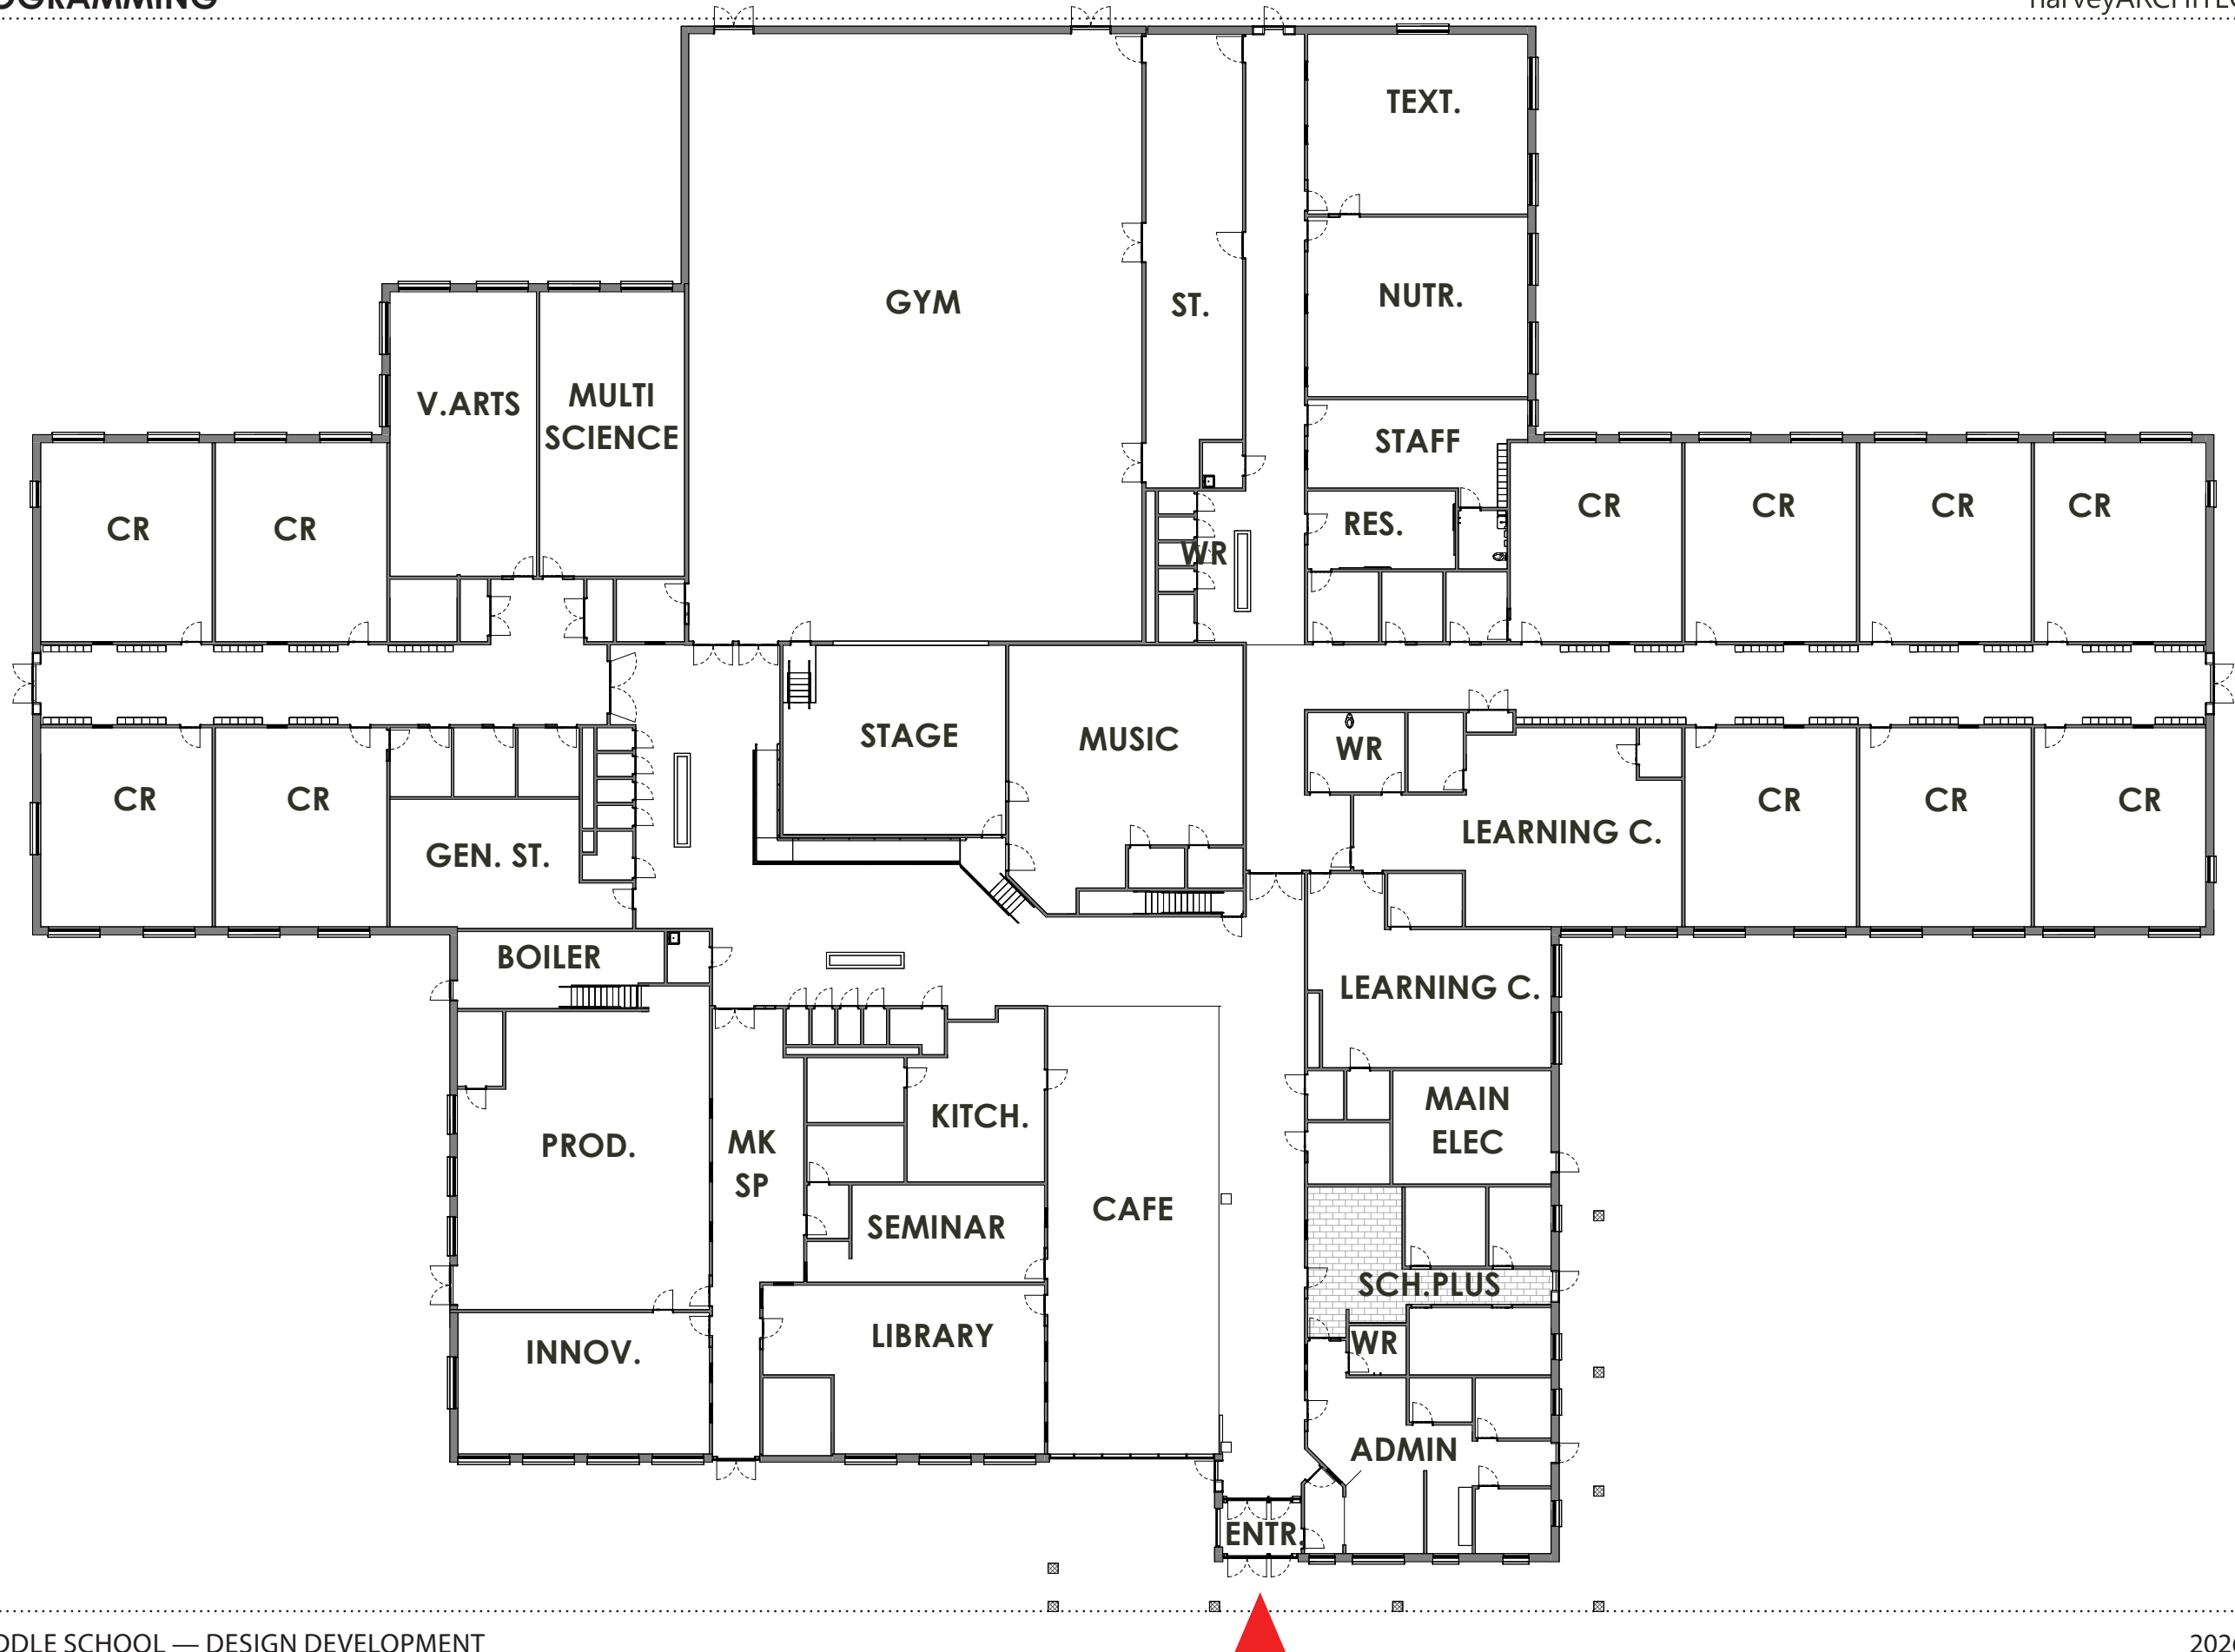 TEXT.
GYM
ST.
NUTR.
V.ARTS
MULTI
SCIENCE
STAFF
CR
CR
CR
CR
CR
CR
RES.
WR
STAGE
MUSIC
WR
CR
CR
CR
CR
CR
LEARNING C.
GEN. ST.
BOILER
LEARNING C.
MAIN
ELEC
KITCH.
PROD.
MK
SP
CAFE
SEMINAR
SCH.PLUS
LIBRARY
WR
INNOV.
ADMIN
ENTR.
SCHOOL — DESIGN DEVELOPMENT